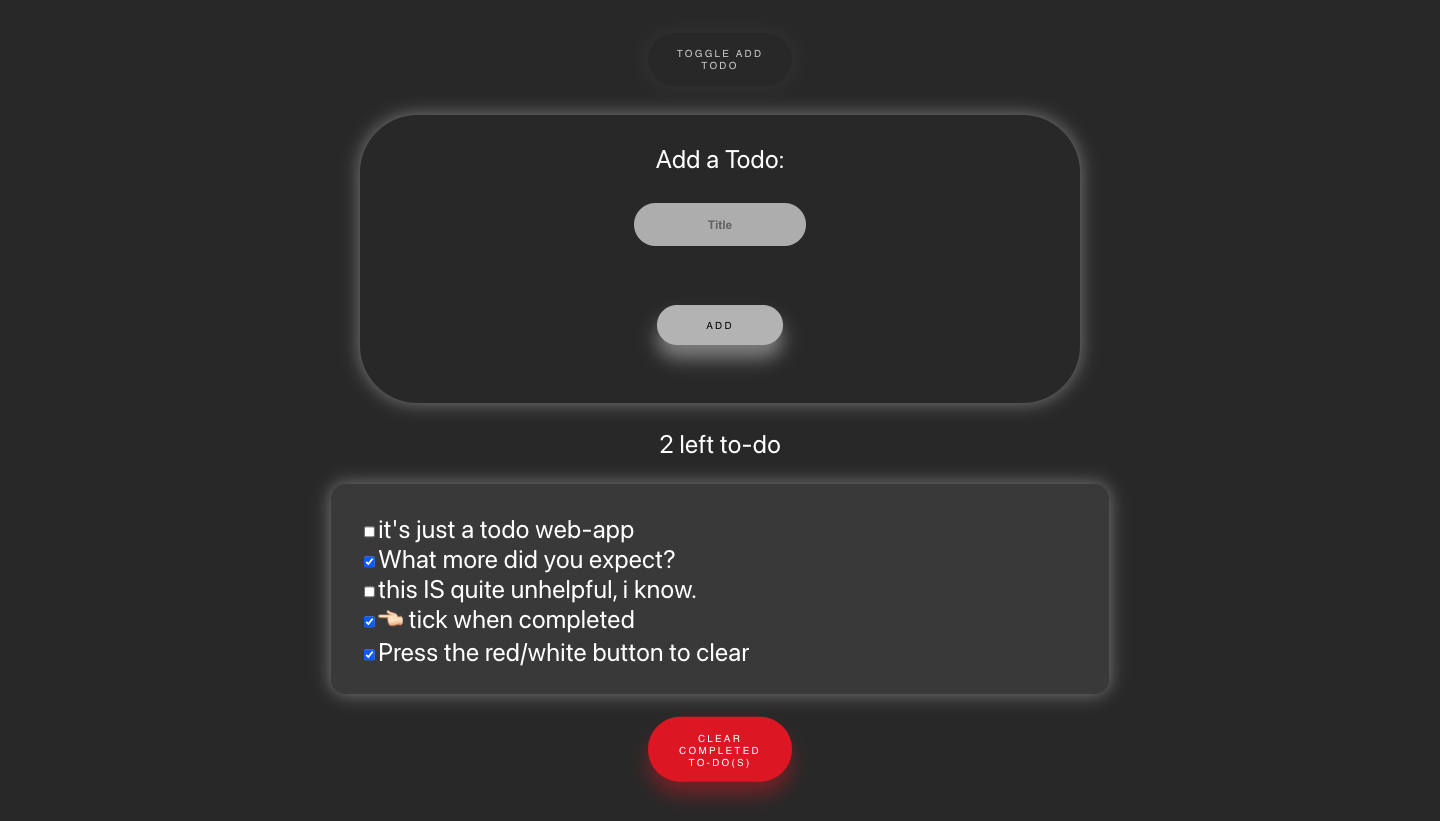 TOGGLE ADD
TODO
Add a Todo:
Title
ADD
2 left to-do
it's just a todo web-app
What more did you expect?
this IS quite unhelpful, i know.
👈🏻 tick when completed
Press the red/white button to clear
CLEAR
COMPLETED
TO-DO(S)